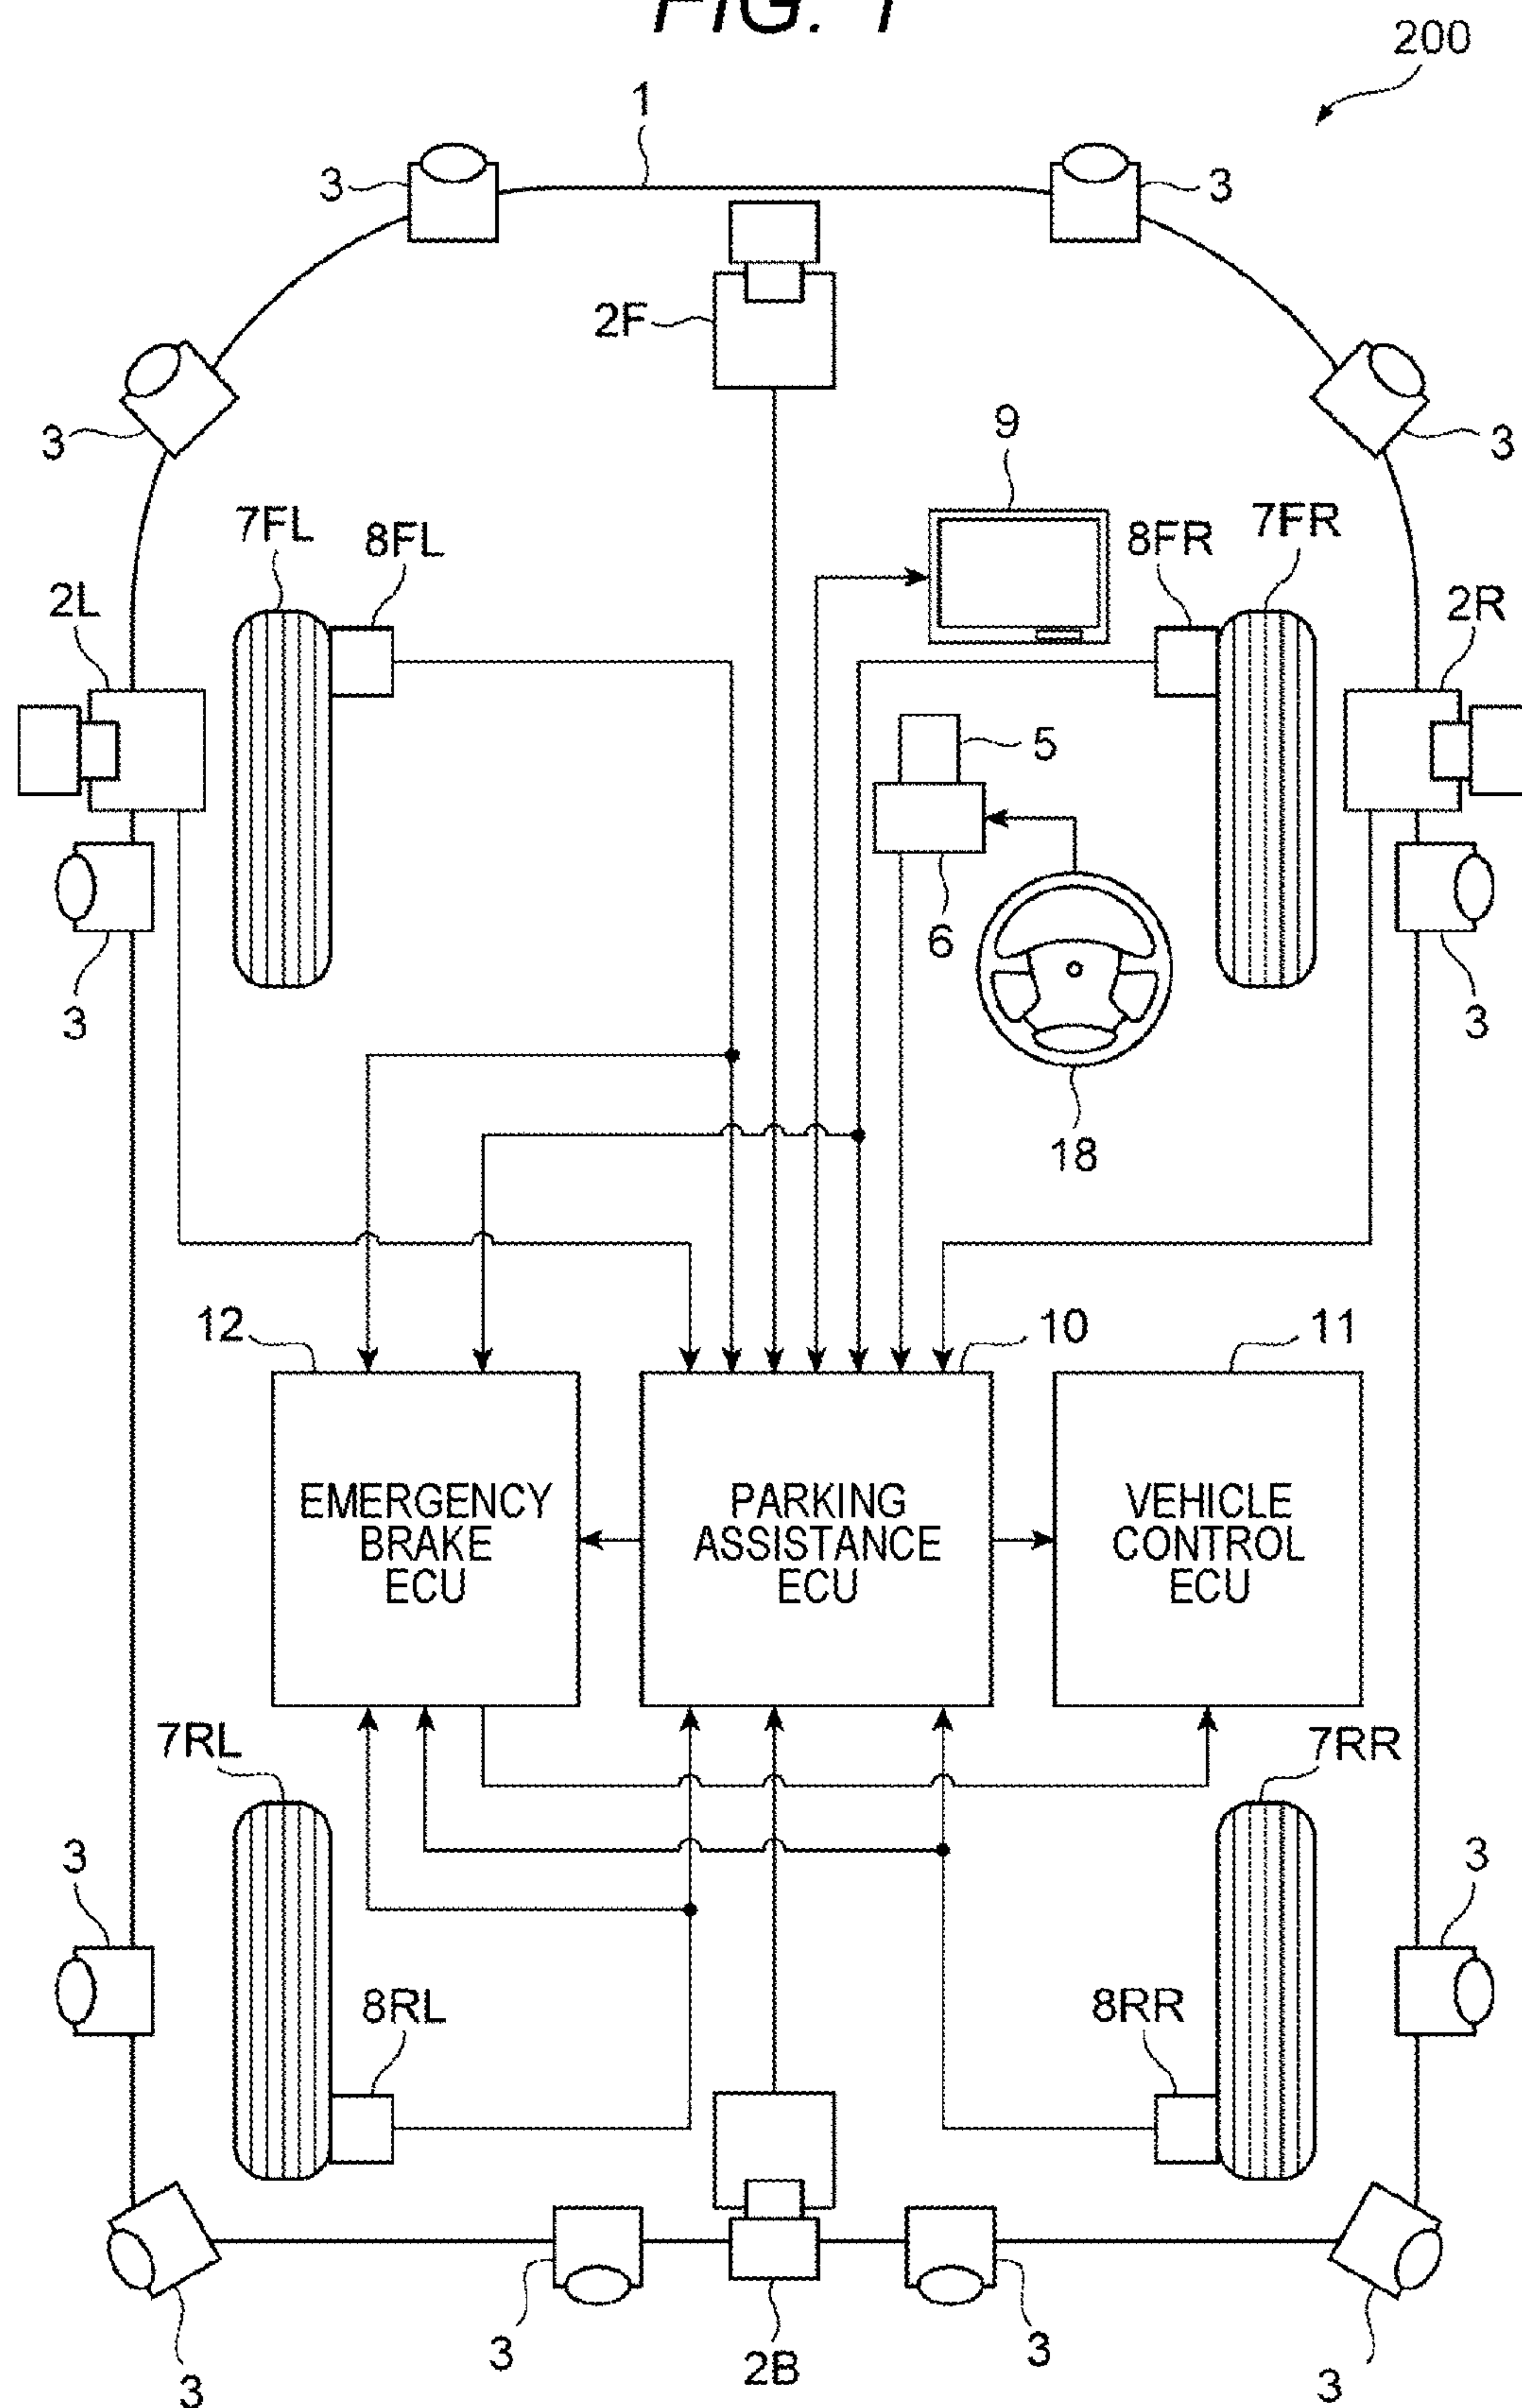 FIG. 1
200
1
3
3
2F
3
3
9
7FL
8FL
8FR
7FR
2L
2R
5
6
3
3
18
12
10
11
EMERGENCY
BRAKE
ECU
PARKING
ASSISTANCE
ECU
VEHICLE
CONTROL
ECU
7RL
7RR
3
3
8RL
8RR
3
3
2B
3
3